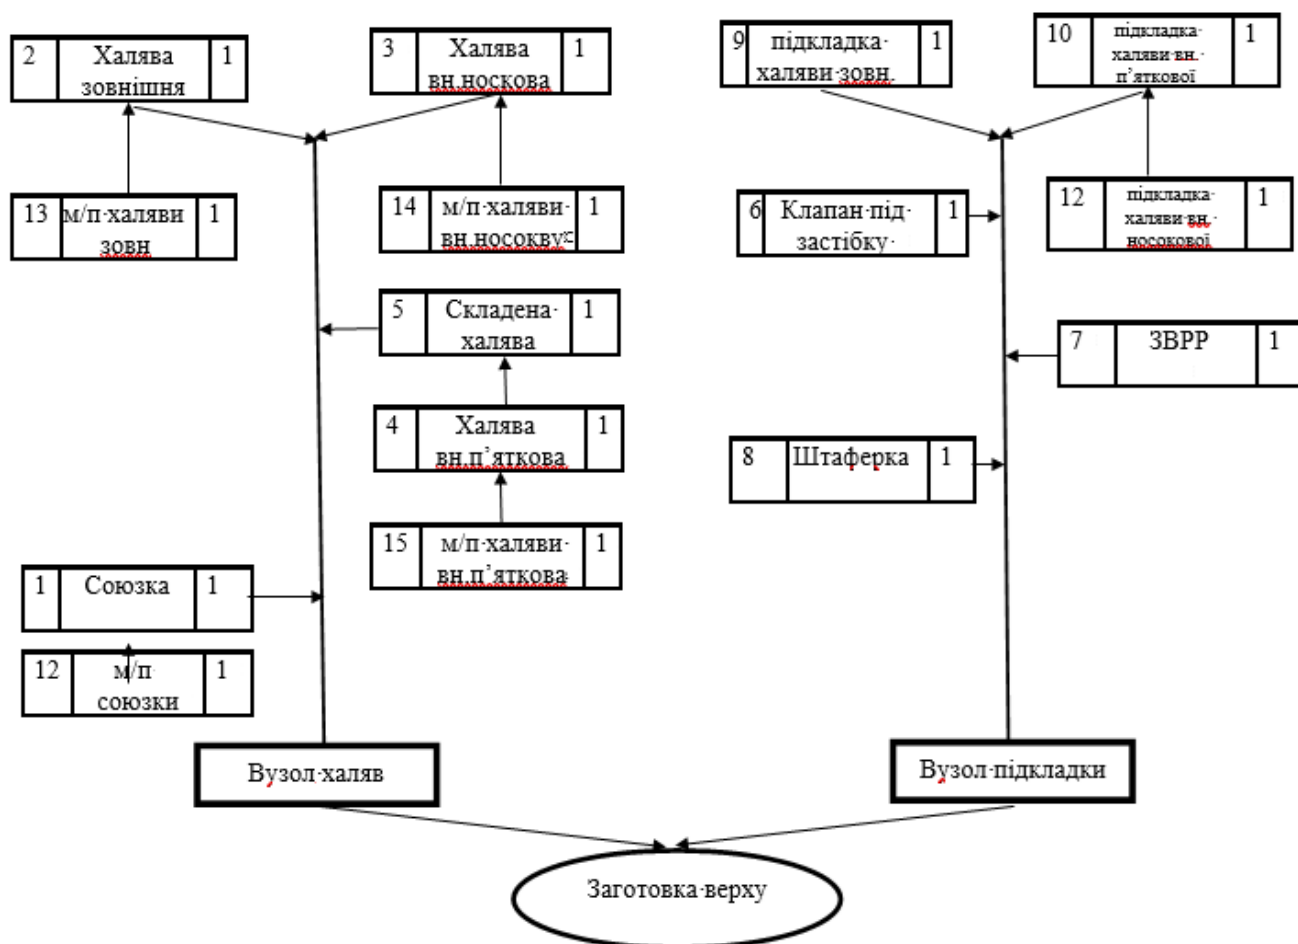 2 Халява 1
зовнішня
3 Халява 1
вн.носкова
9 підкладка 1
халяви зовн.
10 підкладка 1
халяви вн.
п’яткової
13 м/п халяви 1
зовн
14 м/п халяви 1
вн.носокву
6 Клапан під 1
застібку
12 підкладка 1
халяви вн.
носокової
5 Складена 1
халява
7 ЗВРР 1
4 Халява 1
вн.п’яткова
8 Штаферка 1
15 м/п халяви 1
вн.п’яткова
1 Союзка 1
12 м/п 1
союзки
Вузол халяв
Вузол підкладки
Заготовка верху